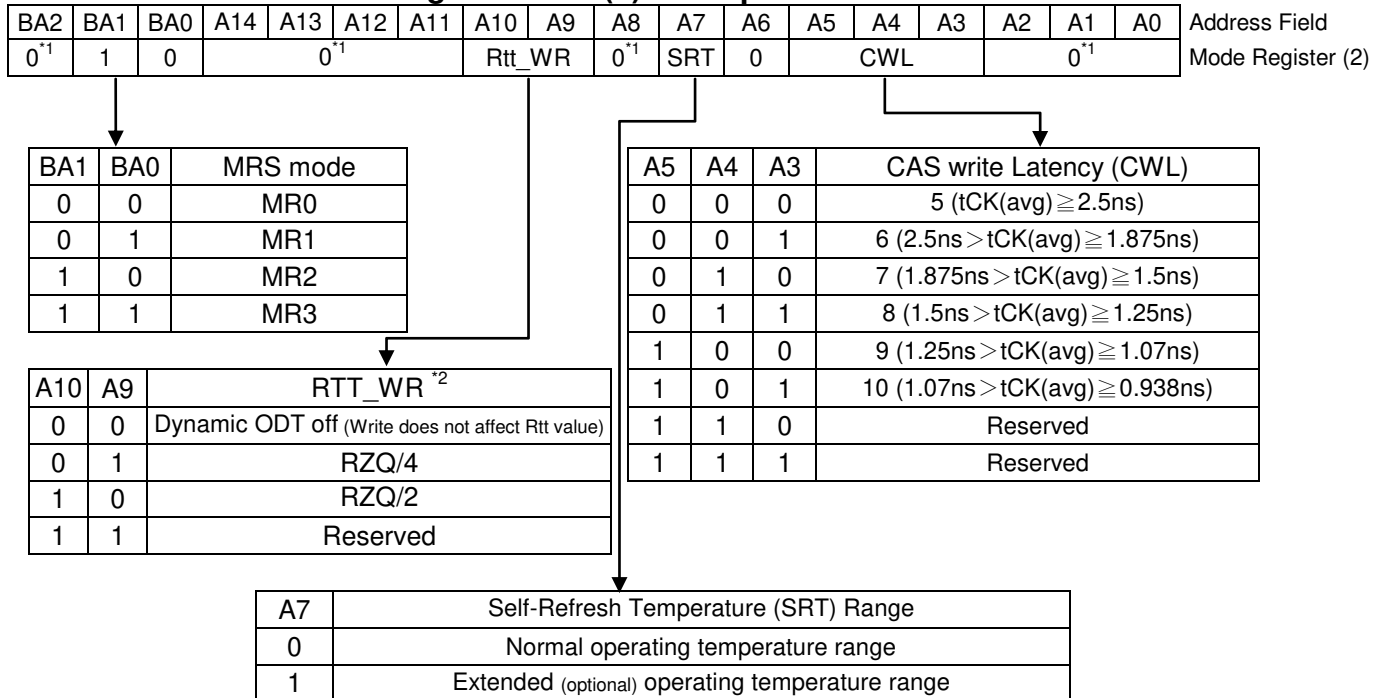 BA2 BA1 BA0 A14 A13 A12 A11 A10 A9 A8 A7 A6 A5 A4 A3 A2 A1 A0 Address Field
0*1 1 0 0*1 Rtt_WR 0*1 SRT 0 CWL 0*1 Mode Register (2)
BA1 BA0 MRS mode
0 0 MR0
0 1 MR1
1 0 MR2
1 1 MR3
A5 A4 A3 CAS write Latency (CWL)
0 0 0 5 (tCK(avg)≧2.5ns)
0 0 1 6 (2.5ns>tCK(avg)≧1.875ns)
0 1 0 7 (1.875ns>tCK(avg)≧1.5ns)
0 1 1 8 (1.5ns>tCK(avg)≧1.25ns)
1 0 0 9 (1.25ns>tCK(avg)≧1.07ns)
1 0 1 10 (1.07ns>tCK(avg)≧0.938ns)
1 1 0 Reserved
1 1 1 Reserved
A10 A9 RTT_WR *2
0 0 Dynamic ODT off (Write does not affect Rtt value)
0 1 RZQ/4
1 0 RZQ/2
1 1 Reserved
A7 Self-Refresh Temperature (SRT) Range
0 Normal operating temperature range
1 Extended (optional) operating temperature range